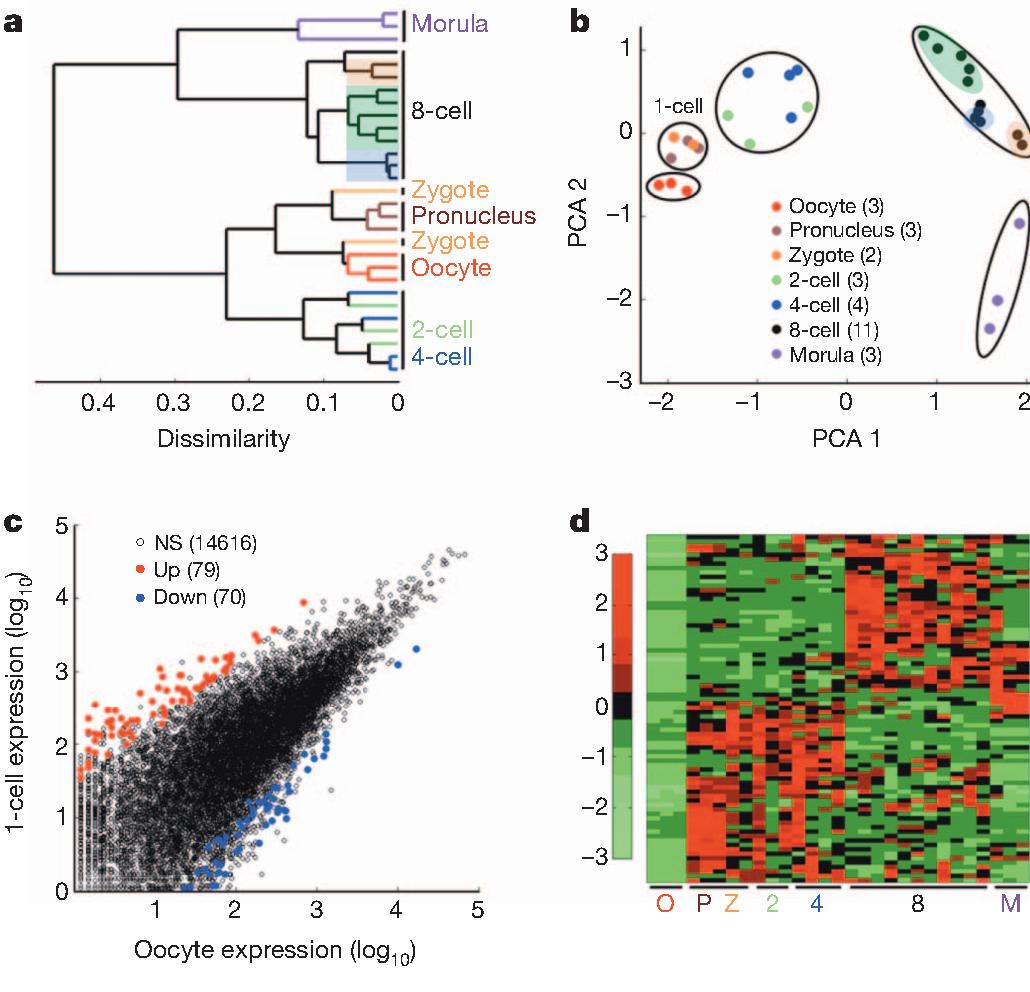 a
Morula
8-cell
Zygote
Pronucleus
Zygote
Oocyte
2-cell
4-cell
0.4 0.3 0.2 0.1 0
Dissimilarity
b
1
0
−1
−2
−3
PCA 2
1-cell
Oocyte (3)
Pronucleus (3)
Zygote (2)
2-cell (3)
4-cell (4)
8-cell (11)
Morula (3)
−2 −1 0 1 2
PCA 1
c
5
4
3
2
1
0
1-cell expression (log10)
NS (14616)
Up (79)
Down (70)
1 2 3 4 5
Oocyte expression (log10)
d
3
2
1
0
−1
−2
−3
O P Z 2 4 8 M